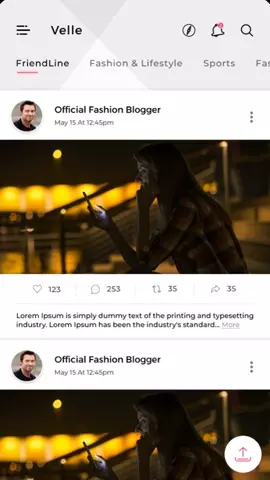 Velle
FriendLine Fashion & Lifestyle Sports Fas
Official Fashion Blogger
May 15 At 12:45pm
123 253 35 35
Lorem Ipsum is simply dummy text of the printing and typesetting
industry. Lorem Ipsum has been the industry's standard... More
Official Fashion Blogger
May 15 At 12:45pm